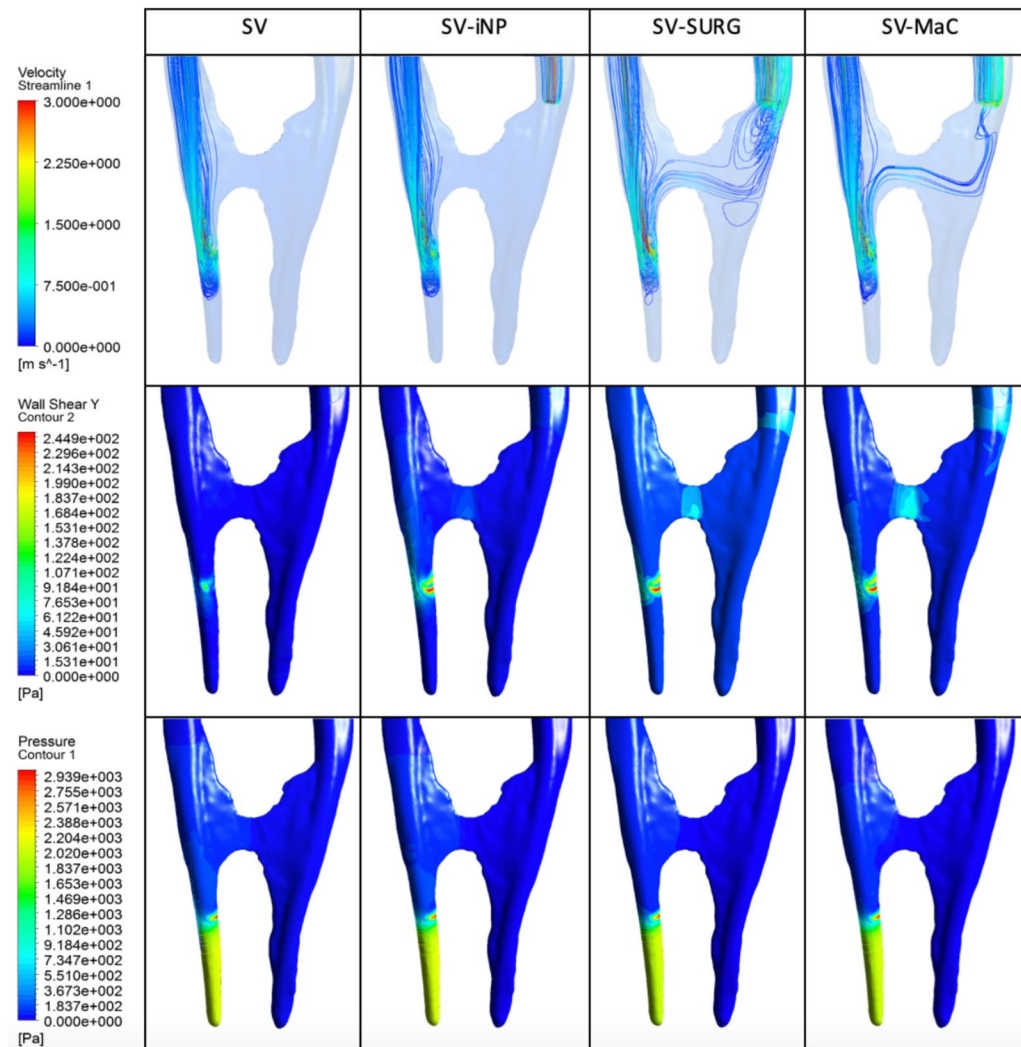 SV
SV-iNP
SV-SURG
SV-MaC
Velocity
Streamline 1
3.000e+000
2.250e+000
1.500e+000
7.500e-001
0.000e+000
[m s^-1]
Wall Shear Y
Contour 2
2.449e+002
2.296e+002
2.143e+002
1.990e+002
1.837e+002
1.684e+002
1.531e+002
1.378e+002
1.224e+002
1.071e+002
9.184e+001
7.653e+001
6.122e+001
4.592e+001
3.061e+001
1.531e+001
0.000e+000
[Pa]
Pressure
Contour 1
2.939e+003
2.755e+003
2.571e+003
2.388e+003
2.204e+003
2.020e+003
1.837e+003
1.653e+003
1.469e+003
1.286e+003
1.102e+003
9.184e+002
7.347e+002
5.510e+002
3.673e+002
1.837e+002
0.000e+000
[Pa]